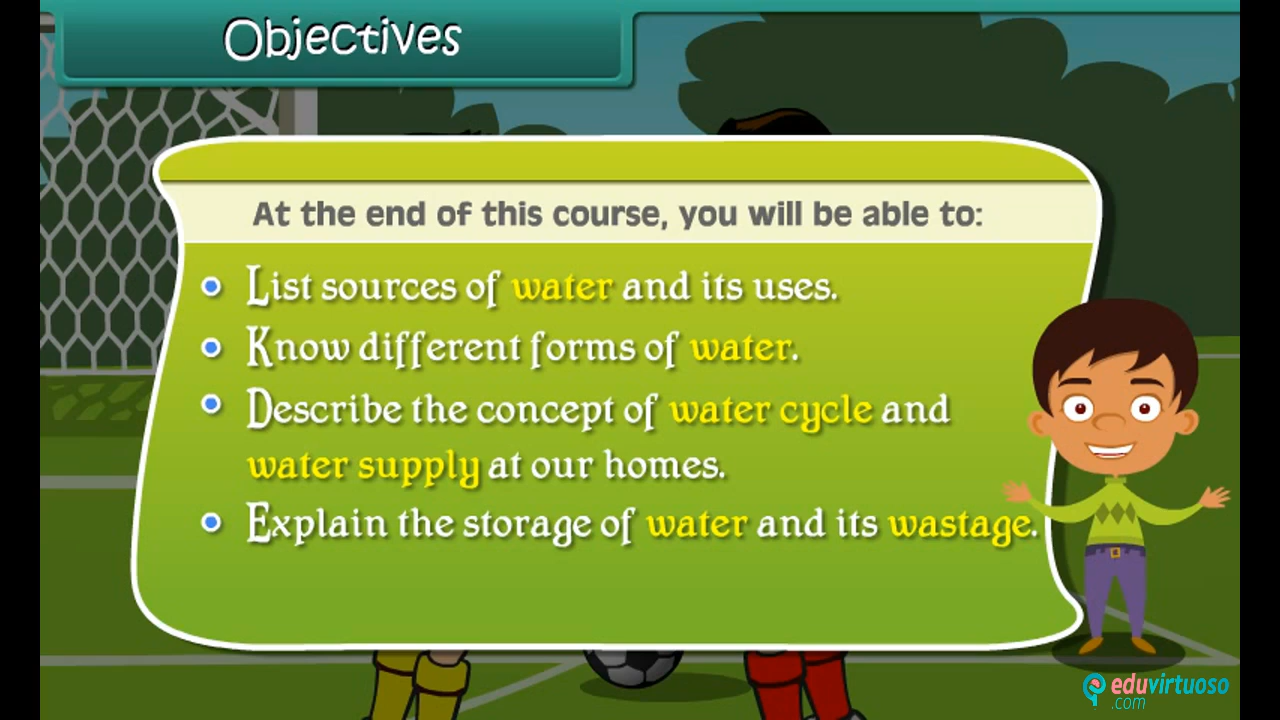 Objectives
At the end of this course, you will be able to:
List sources of water and its uses.
Know different forms of water.
Describe the concept of water cycle and
water supply at our homes.
Explain the storage of water and its wastage.
eduvirtuoso
.com